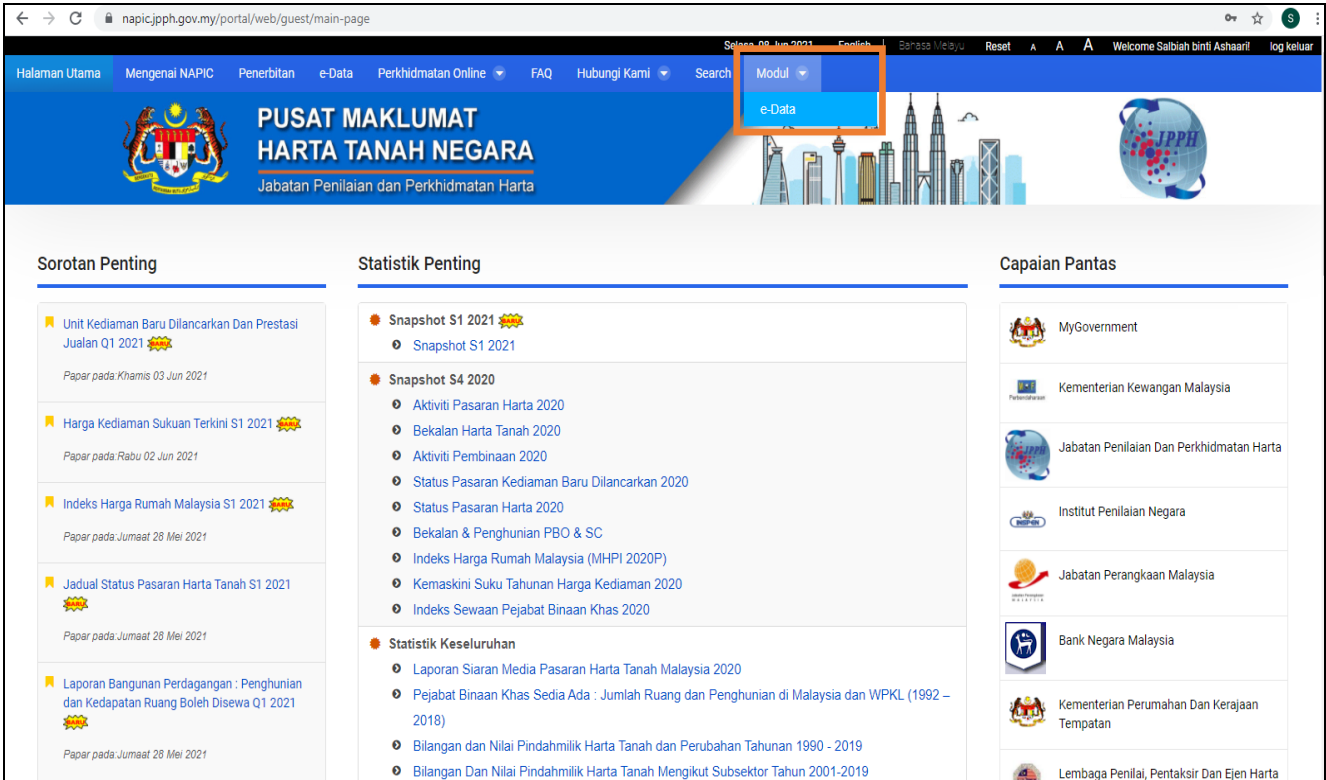 napic.jpph.gov.my/portal/web/guest/main-page
S
Selasa, 08 Jun 2021 English | Bahasa Melayu Reset A A A Welcome Salbiah binti Ashaari! log keluar
Halaman Utama Mengenai NAPIC Penerbitan e-Data Perkhidmatan Online FAQ Hubungi Kami Search Modul
e-Data
PUSAT MAKLUMAT
HARTA TANAH NEGARA
Jabatan Penilaian dan Perkhidmatan Harta
JPPH
Sorotan Penting
Unit Kediaman Baru Dilancarkan Dan Prestasi
Jualan Q1 2021 BARU
Papar pada:Khamis 03 Jun 2021
Harga Kediaman Sukuan Terkini S1 2021 BARU
Papar pada:Rabu 02 Jun 2021
Indeks Harga Rumah Malaysia S1 2021 BARU
Papar pada:Jumaat 28 Mei 2021
Jadual Status Pasaran Harta Tanah S1 2021
BARU
Papar pada:Jumaat 28 Mei 2021
Laporan Bangunan Perdagangan : Penghunian
dan Kedapatan Ruang Boleh Disewa Q1 2021
BARU
Papar pada:Jumaat 28 Mei 2021
Statistik Penting
Snapshot S1 2021 BARU
Snapshot S1 2021
Snapshot S4 2020
Aktiviti Pasaran Harta 2020
Bekalan Harta Tanah 2020
Aktiviti Pembinaan 2020
Status Pasaran Kediaman Baru Dilancarkan 2020
Status Pasaran Harta 2020
Bekalan & Penghunian PBO & SC
Indeks Harga Rumah Malaysia (MHPI 2020P)
Kemaskini Suku Tahunan Harga Kediaman 2020
Indeks Sewaan Pejabat Binaan Khas 2020
Statistik Keseluruhan
Laporan Siaran Media Pasaran Harta Tanah Malaysia 2020
Pejabat Binaan Khas Sedia Ada : Jumlah Ruang dan Penghunian di Malaysia dan WPKL (1992 –
2018)
Bilangan dan Nilai Pindahmilik Harta Tanah dan Perubahan Tahunan 1990 - 2019
Bilangan Dan Nilai Pindahmilik Harta Tanah Mengikut Subsektor Tahun 2001-2019
Capaian Pantas
MyGovernment
Kementerian Kewangan Malaysia
JPPH
Jabatan Penilaian Dan Perkhidmatan Harta
INSPEN
Institut Penilaian Negara
Jabatan Perangkaan Malaysia
Bank Negara Malaysia
Kementerian Perumahan Dan Kerajaan
Tempatan
Lembaga Penilai, Pentaksir Dan Ejen Harta